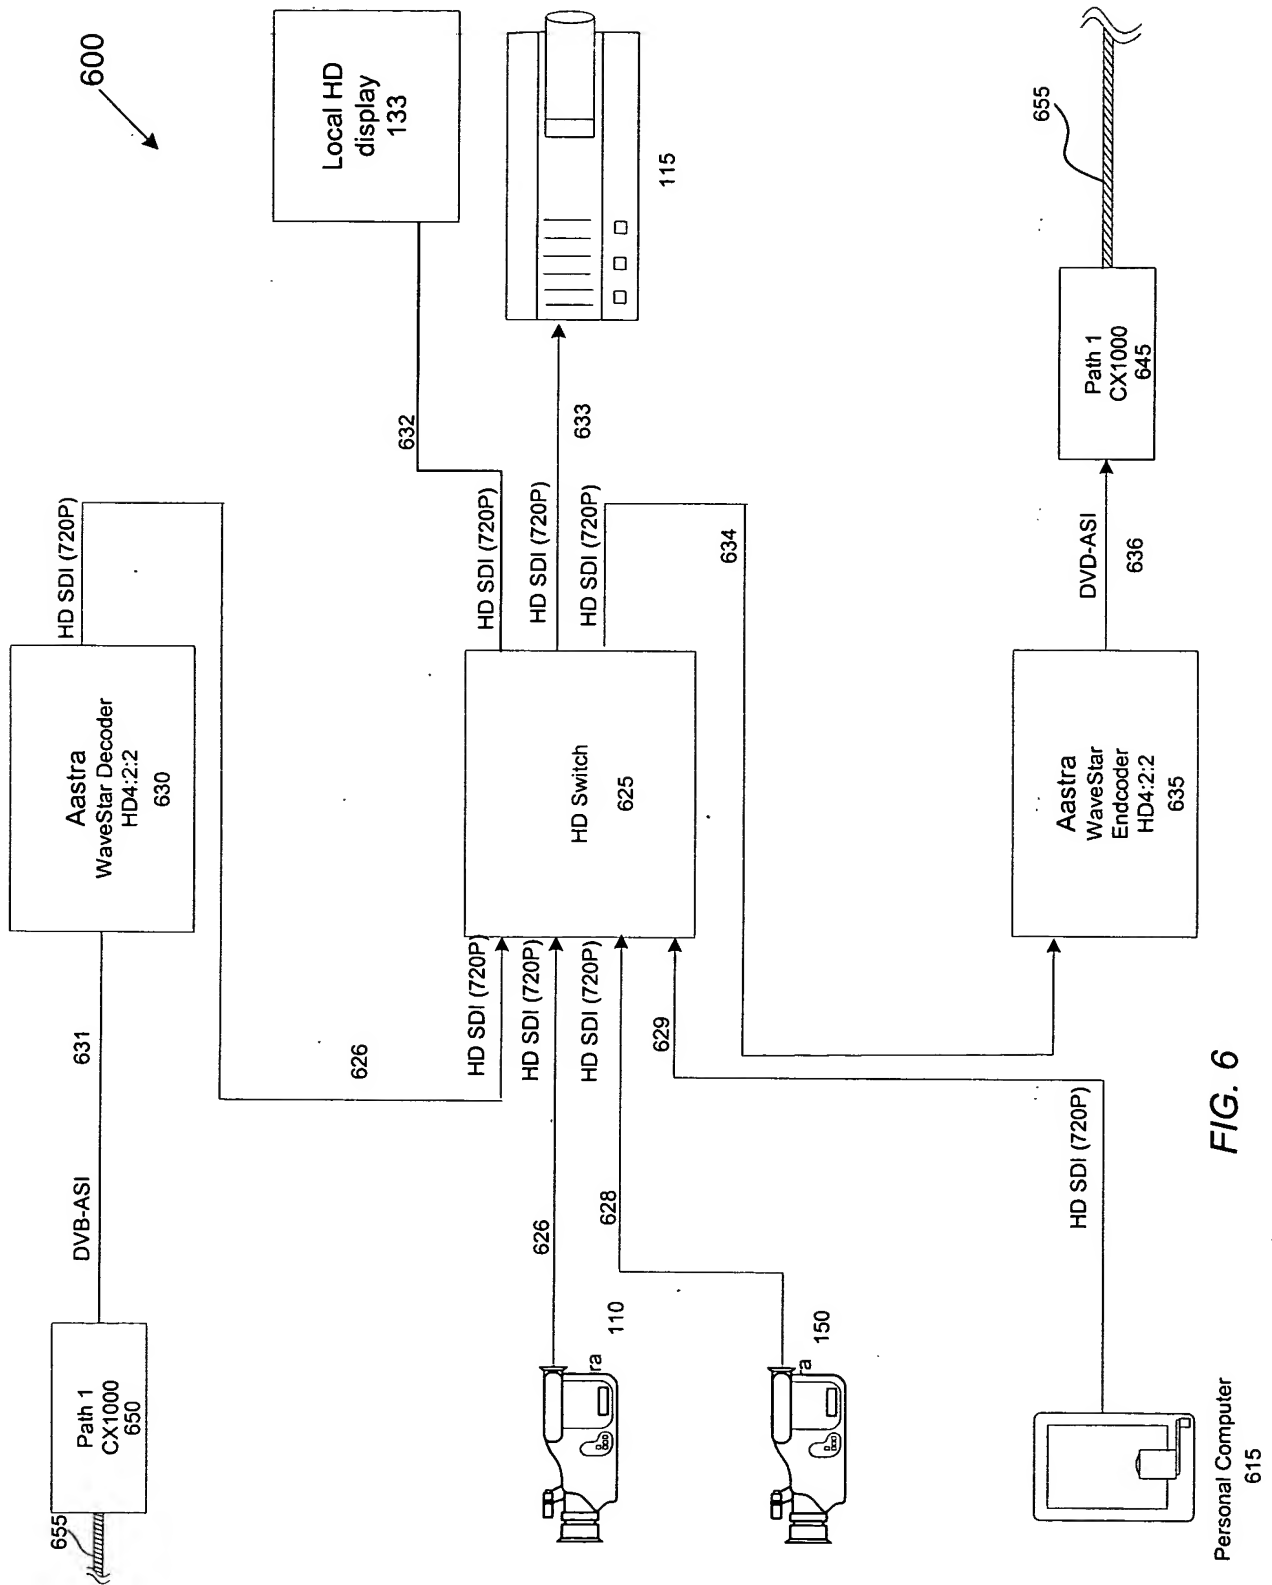 600
Path 1
CX1000
650
655
DVB-ASI
631
Aastra
WaveStar Decoder
HD4:2:2
630
HD SDI (720P)
626
Local HD
display
133
632
HD SDI (720P)
633
HD SDI (720P)
115
HD SDI (720P)
634
HD Switch
625
HD SDI (720P)
HD SDI (720P)
HD SDI (720P)
626
628
629
ra
110
ra
150
HD SDI (720P)
Personal Computer
615
Aastra
WaveStar
Endcoder
HD4:2:2
635
DVD-ASI
636
Path 1
CX1000
645
655
FIG. 6